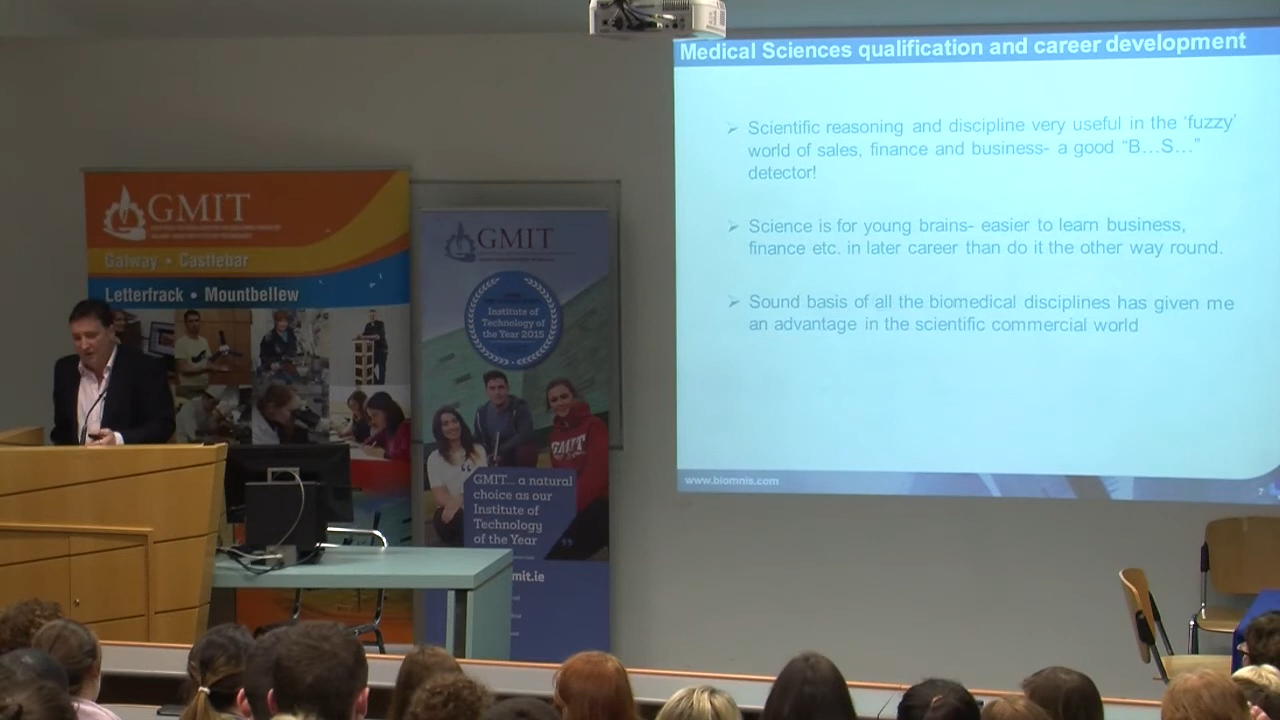 Medical Sciences qualification and career development
➢ Scientific reasoning and discipline very useful in the ‘fuzzy’
world of sales, finance and business- a good “B…S…”
detector!
➢ Science is for young brains- easier to learn business,
finance etc. in later career than do it the other way round.
➢ Sound basis of all the biomedical disciplines has given me
an advantage in the scientific commercial world
www.biomnis.com
7
GMIT
Galway • Castlebar
Letterfrack • Mountbellew
GMIT
Institute of
Technology of
the Year 2015
GMIT
GMIT... a natural
choice as our
Institute of
Technology
of the Year
mit.ie